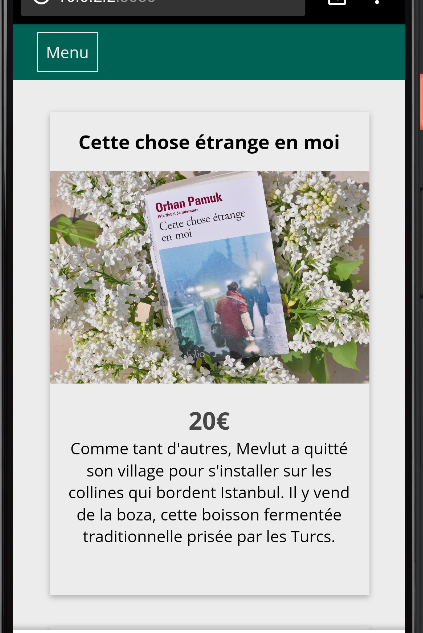 Menu
Cette chose étrange en moi
Orhan Pamuk
Cette chose étrange
en moi
folio
20€
Comme tant d'autres, Mevlut a quitté
son village pour s'installer sur les
collines qui bordent Istanbul. Il y vend
de la boza, cette boisson fermentée
traditionnelle prisée par les Turcs.